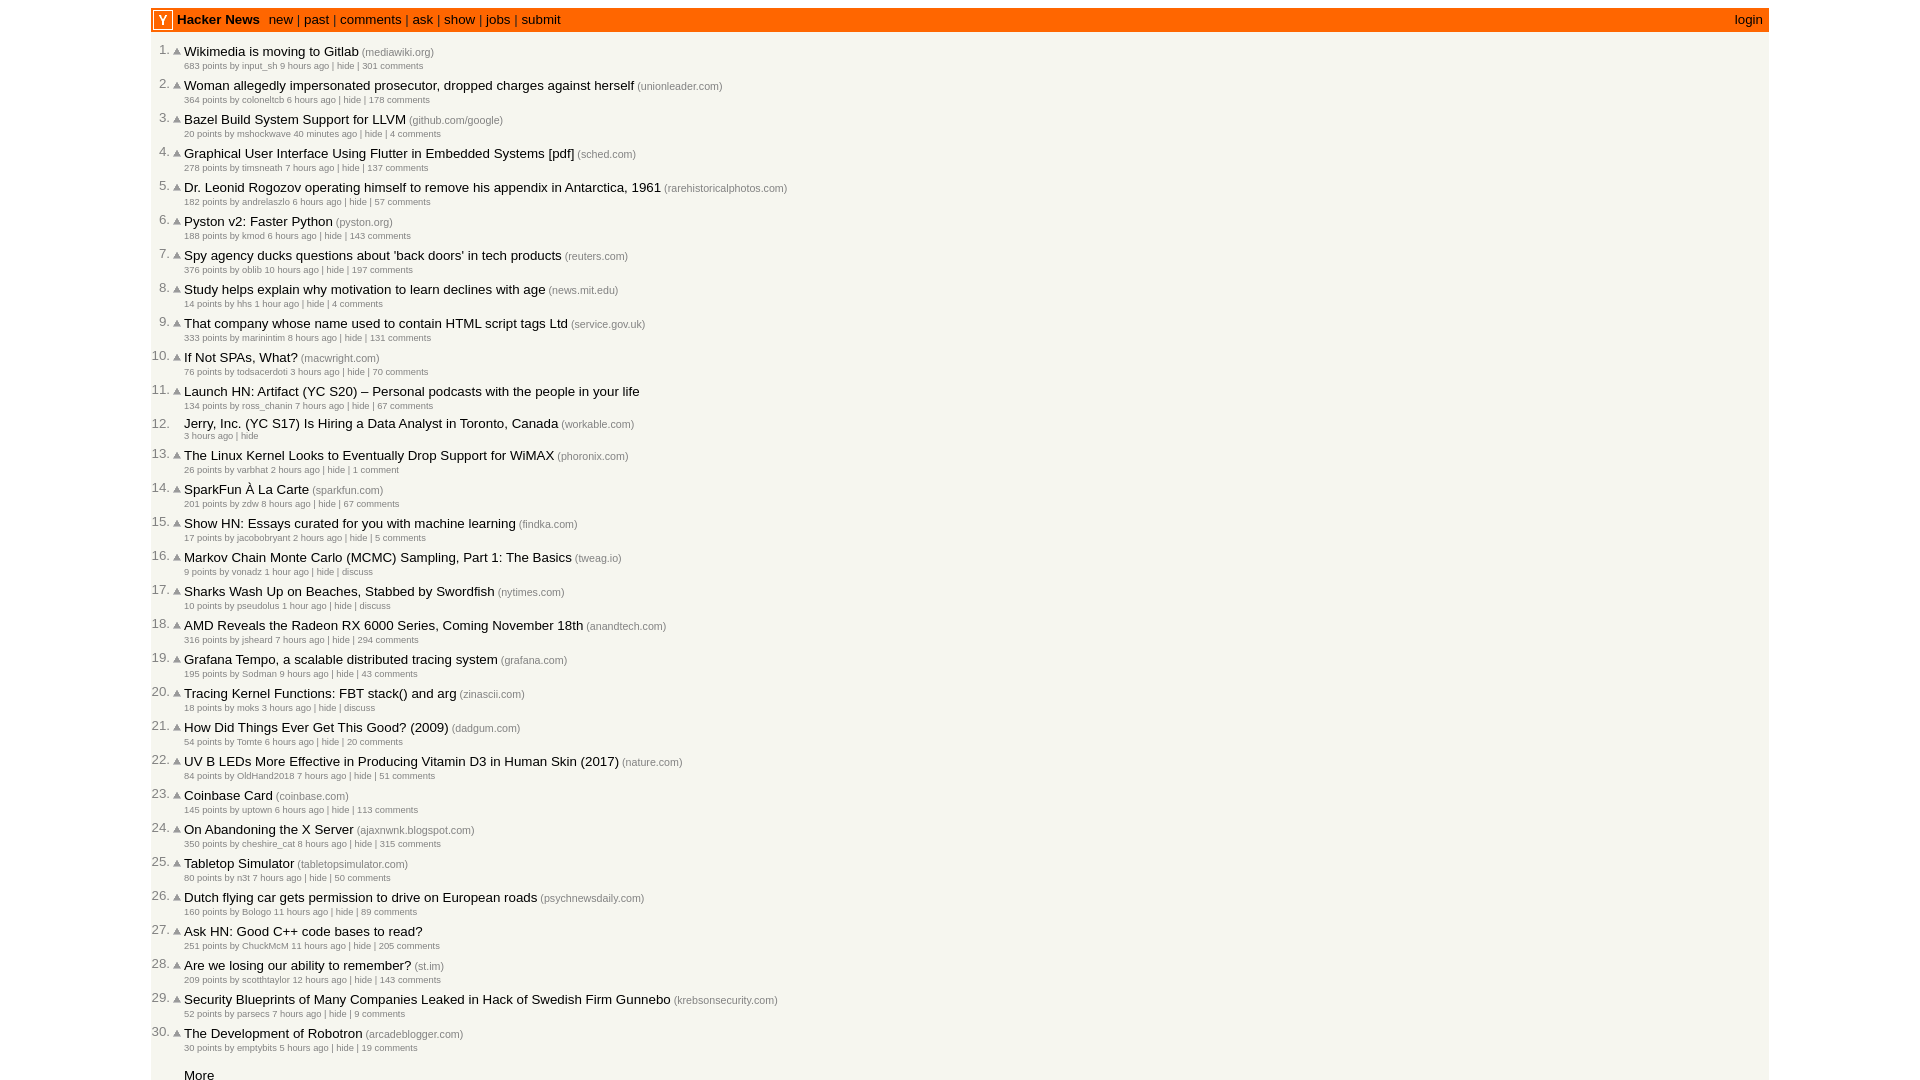 Y Hacker News new | past | comments | ask | show | jobs | submit login
1. Wikimedia is moving to Gitlab (mediawiki.org)
683 points by input_sh 9 hours ago | hide | 301 comments
2. Woman allegedly impersonated prosecutor, dropped charges against herself (unionleader.com)
364 points by coloneltcb 6 hours ago | hide | 178 comments
3. Bazel Build System Support for LLVM (github.com/google)
20 points by mshockwave 40 minutes ago | hide | 4 comments
4. Graphical User Interface Using Flutter in Embedded Systems [pdf] (sched.com)
278 points by timsneath 7 hours ago | hide | 137 comments
5. Dr. Leonid Rogozov operating himself to remove his appendix in Antarctica, 1961 (rarehistoricalphotos.com)
182 points by andrelaszlo 6 hours ago | hide | 57 comments
6. Pyston v2: Faster Python (pyston.org)
188 points by kmod 6 hours ago | hide | 143 comments
7. Spy agency ducks questions about 'back doors' in tech products (reuters.com)
376 points by oblib 10 hours ago | hide | 197 comments
8. Study helps explain why motivation to learn declines with age (news.mit.edu)
14 points by hhs 1 hour ago | hide | 4 comments
9. That company whose name used to contain HTML script tags Ltd (service.gov.uk)
333 points by marinintim 8 hours ago | hide | 131 comments
10. If Not SPAs, What? (macwright.com)
76 points by todsacerdoti 3 hours ago | hide | 70 comments
11. Launch HN: Artifact (YC S20) – Personal podcasts with the people in your life
134 points by ross_chanin 7 hours ago | hide | 67 comments
12. Jerry, Inc. (YC S17) Is Hiring a Data Analyst in Toronto, Canada (workable.com)
3 hours ago | hide
13. The Linux Kernel Looks to Eventually Drop Support for WiMAX (phoronix.com)
26 points by varbhat 2 hours ago | hide | 1 comment
14. SparkFun À La Carte (sparkfun.com)
201 points by zdw 8 hours ago | hide | 67 comments
15. Show HN: Essays curated for you with machine learning (findka.com)
17 points by jacobobryant 2 hours ago | hide | 5 comments
16. Markov Chain Monte Carlo (MCMC) Sampling, Part 1: The Basics (tweag.io)
9 points by vonadz 1 hour ago | hide | discuss
17. Sharks Wash Up on Beaches, Stabbed by Swordfish (nytimes.com)
10 points by pseudolus 1 hour ago | hide | discuss
18. AMD Reveals the Radeon RX 6000 Series, Coming November 18th (anandtech.com)
316 points by jsheard 7 hours ago | hide | 294 comments
19. Grafana Tempo, a scalable distributed tracing system (grafana.com)
195 points by Sodman 9 hours ago | hide | 43 comments
20. Tracing Kernel Functions: FBT stack() and arg (zinascii.com)
18 points by moks 3 hours ago | hide | discuss
21. How Did Things Ever Get This Good? (2009) (dadgum.com)
54 points by Tomte 6 hours ago | hide | 20 comments
22. UV B LEDs More Effective in Producing Vitamin D3 in Human Skin (2017) (nature.com)
84 points by OldHand2018 7 hours ago | hide | 51 comments
23. Coinbase Card (coinbase.com)
145 points by uptown 6 hours ago | hide | 113 comments
24. On Abandoning the X Server (ajaxnwnk.blogspot.com)
350 points by cheshire_cat 8 hours ago | hide | 315 comments
25. Tabletop Simulator (tabletopsimulator.com)
80 points by n3t 7 hours ago | hide | 50 comments
26. Dutch flying car gets permission to drive on European roads (psychnewsdaily.com)
160 points by Bologo 11 hours ago | hide | 89 comments
27. Ask HN: Good C++ code bases to read?
251 points by ChuckMcM 11 hours ago | hide | 205 comments
28. Are we losing our ability to remember? (st.im)
209 points by scotthtaylor 12 hours ago | hide | 143 comments
29. Security Blueprints of Many Companies Leaked in Hack of Swedish Firm Gunnebo (krebsonsecurity.com)
52 points by parsecs 7 hours ago | hide | 9 comments
30. The Development of Robotron (arcadeblogger.com)
30 points by emptybits 5 hours ago | hide | 19 comments
More